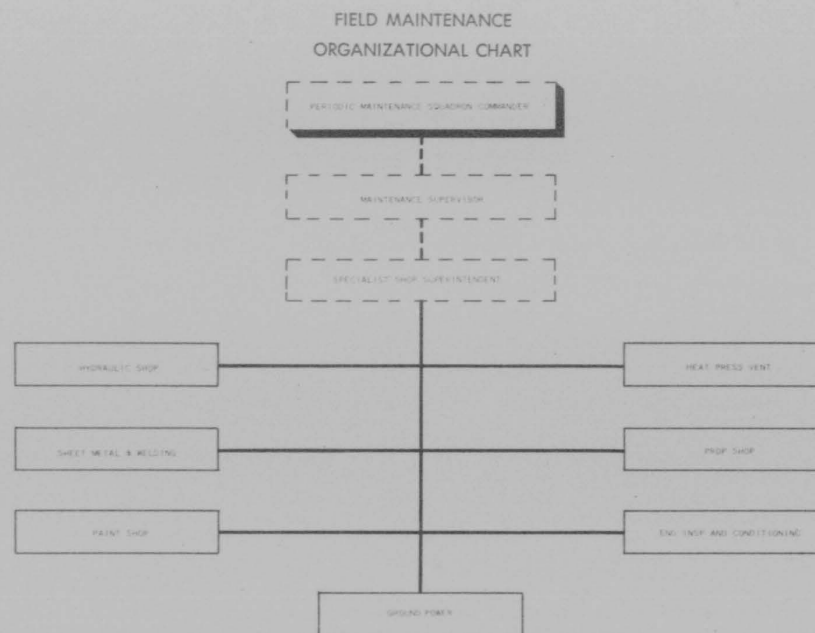 FIELD MAINTENANCE
ORGANIZATIONAL CHART
PERIODIC MAINTENANCE SQUADRON COMMANDER
MAINTENANCE SUPERVISOR
SPECIALIST SHOP SUPERINTENDENT
HYDRAULIC SHOP
HEAT PRESS VENT
SHEET METAL & WELDING
PROP SHOP
PAINT SHOP
ENG INSP AND CONDITIONING
GROUND POWER